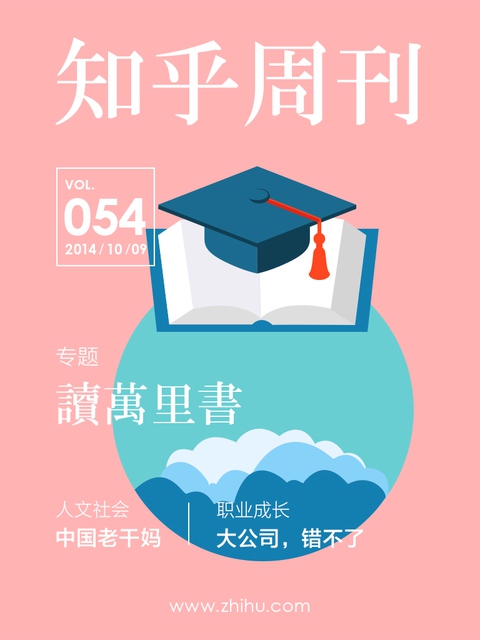 知乎周刊
VOL.
054
2014/10/09
专题
讀萬里書
人文社会
中国老干妈
职业成长
大公司，错不了
www.zhihu.com